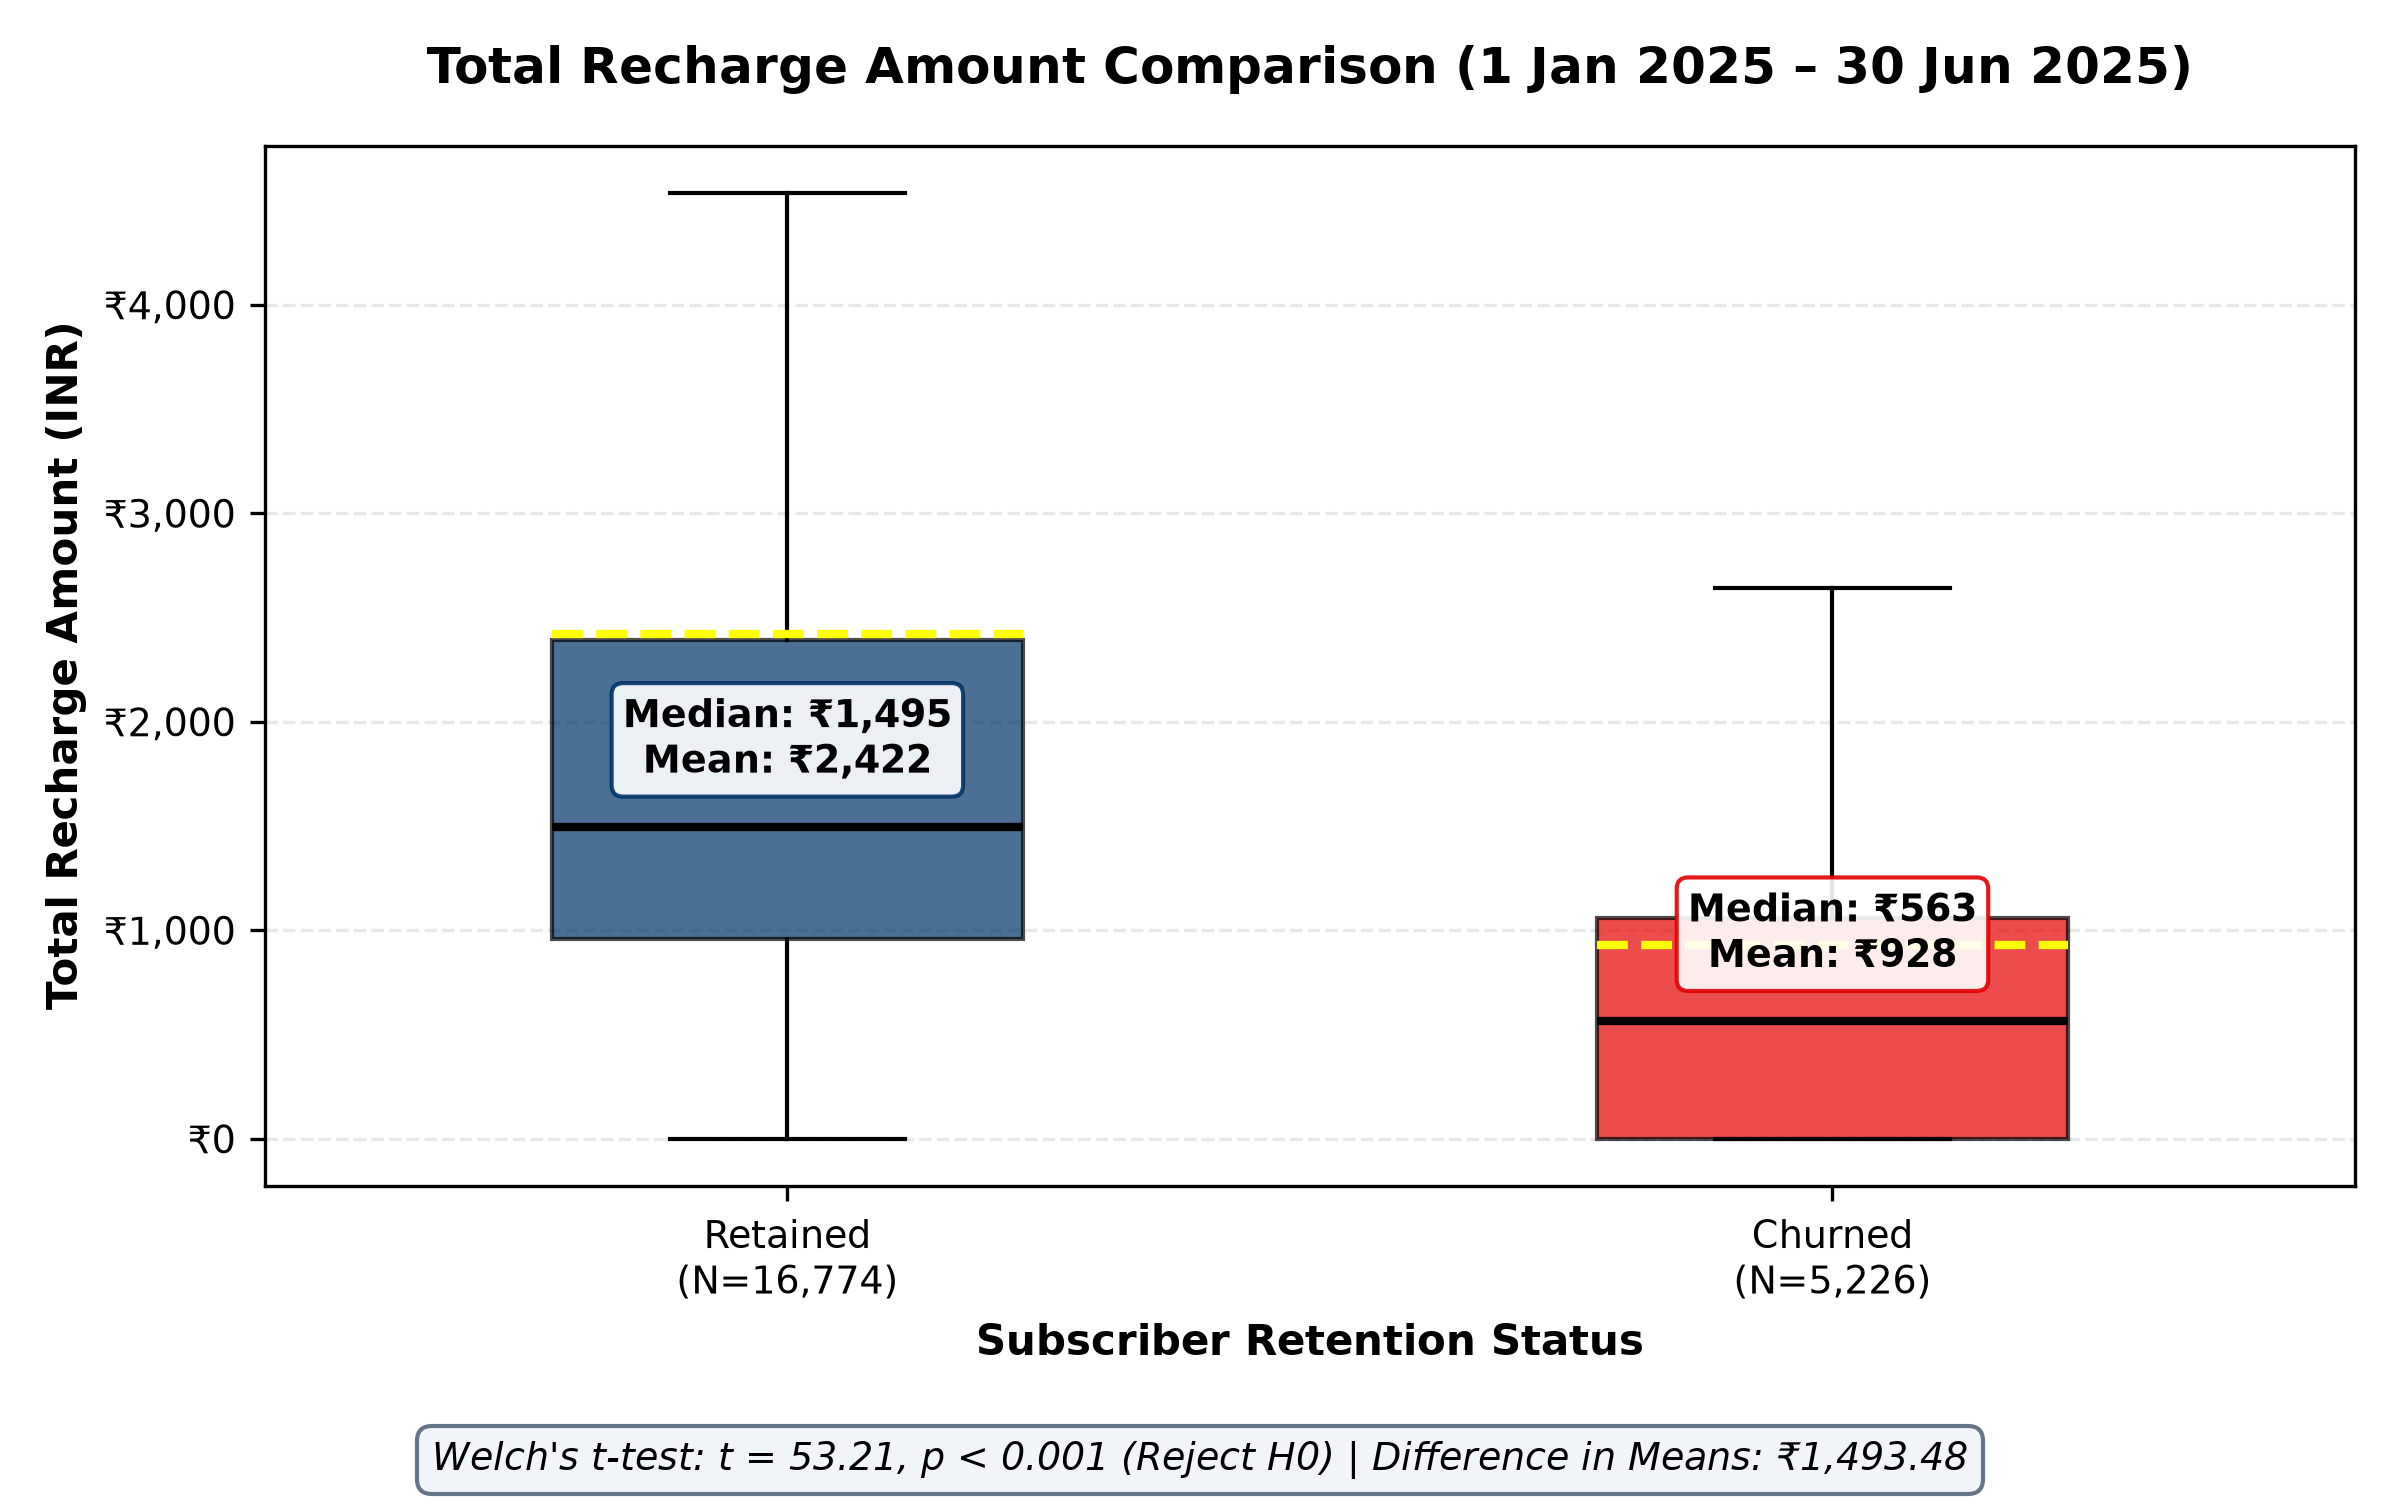 Total Recharge Amount Comparison (1 Jan 2025 – 30 Jun 2025)
Total Recharge Amount (INR)
₹4,000
₹3,000
₹2,000
₹1,000
₹0
Median: ₹1,495
Mean: ₹2,422
Median: ₹563
Mean: ₹928
Retained
(N=16,774)
Churned
(N=5,226)
Subscriber Retention Status
Welch's t-test: t = 53.21, p < 0.001 (Reject H0) | Difference in Means: ₹1,493.48